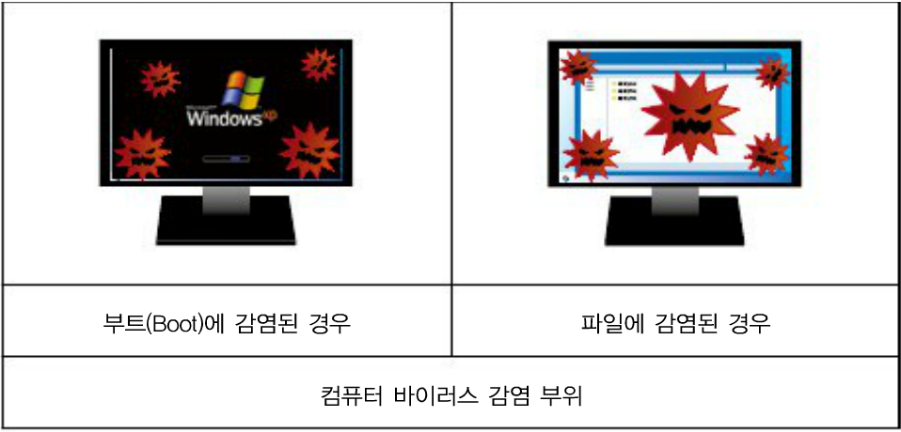 Windows xp
부트(Boot)에 감염된 경우
파일에 감염된 경우
컴퓨터 바이러스 감염 부위